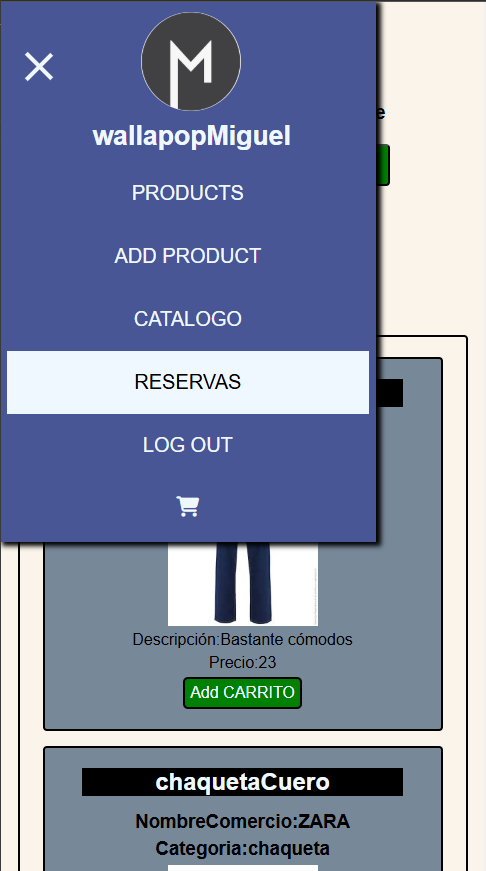 wallapopMiguel
PRODUCTS
ADD PRODUCT
CATALOGO
RESERVAS
LOG OUT
Descripción:Bastante cómodos
Precio:23
Add CARRITO
chaquetaCuero
NombreComercio:ZARA
Categoria:chaqueta